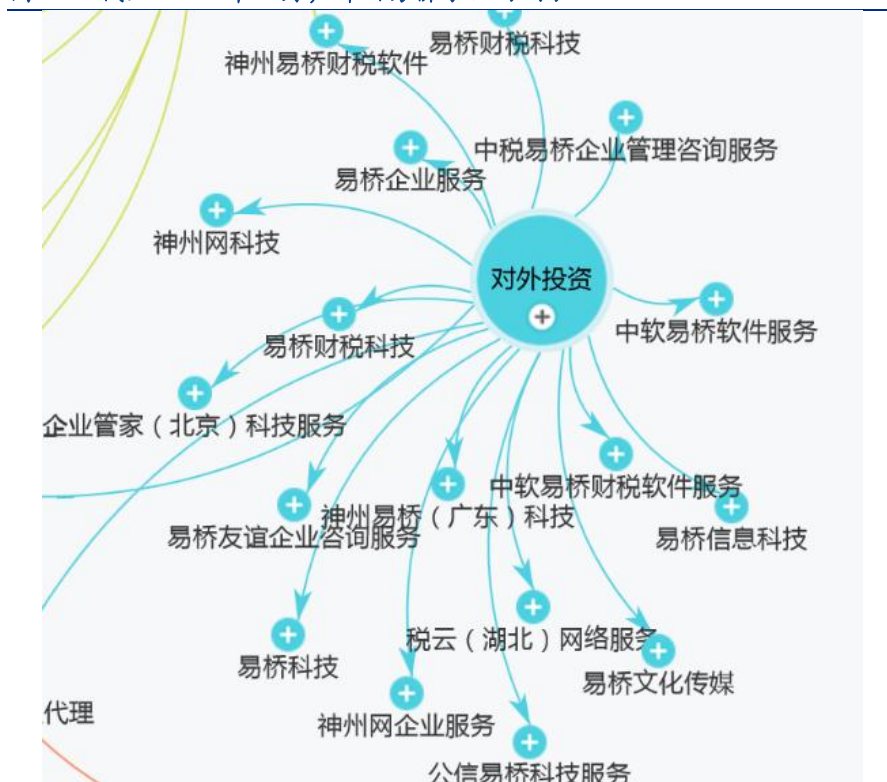 易桥财税科技
神州易桥财税软件
中税易桥企业管理咨询服务
易桥企业服务
神州网科技
对外投资
中软易桥软件服务
易桥财税科技
企业管家（北京）科技服务
中软易桥财税软件服务
神州易桥（广东）科技
易桥友谊企业咨询服务
易桥信息科技
税云（湖北）网络服务
易桥科技
易桥文化传媒
代理
神州网企业服务
公信易桥科技服务